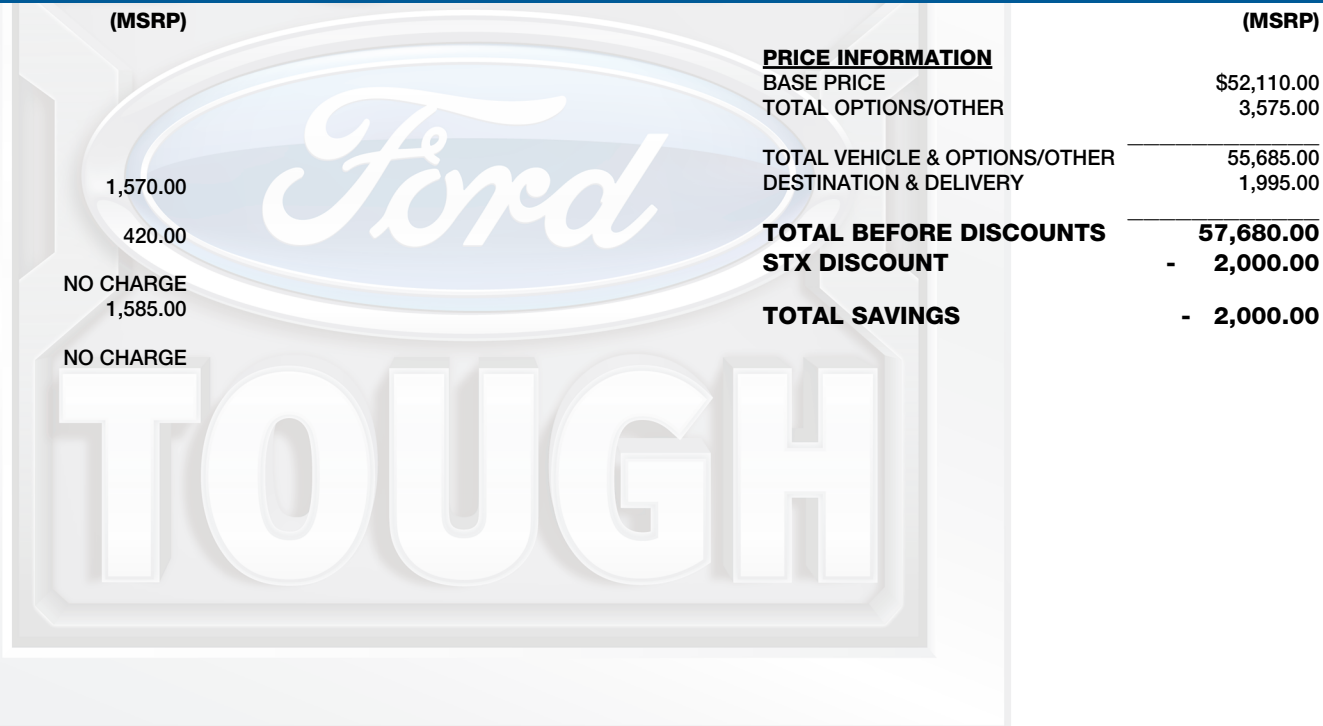 (MSRP)
1,570.00
420.00
NO CHARGE
1,585.00
NO CHARGE
(MSRP)
PRICE INFORMATION
BASE PRICE $52,110.00
TOTAL OPTIONS/OTHER 3,575.00
TOTAL VEHICLE & OPTIONS/OTHER 55,685.00
DESTINATION & DELIVERY 1,995.00
TOTAL BEFORE DISCOUNTS 57,680.00
STX DISCOUNT - 2,000.00
TOTAL SAVINGS - 2,000.00
Ford
TOUGH